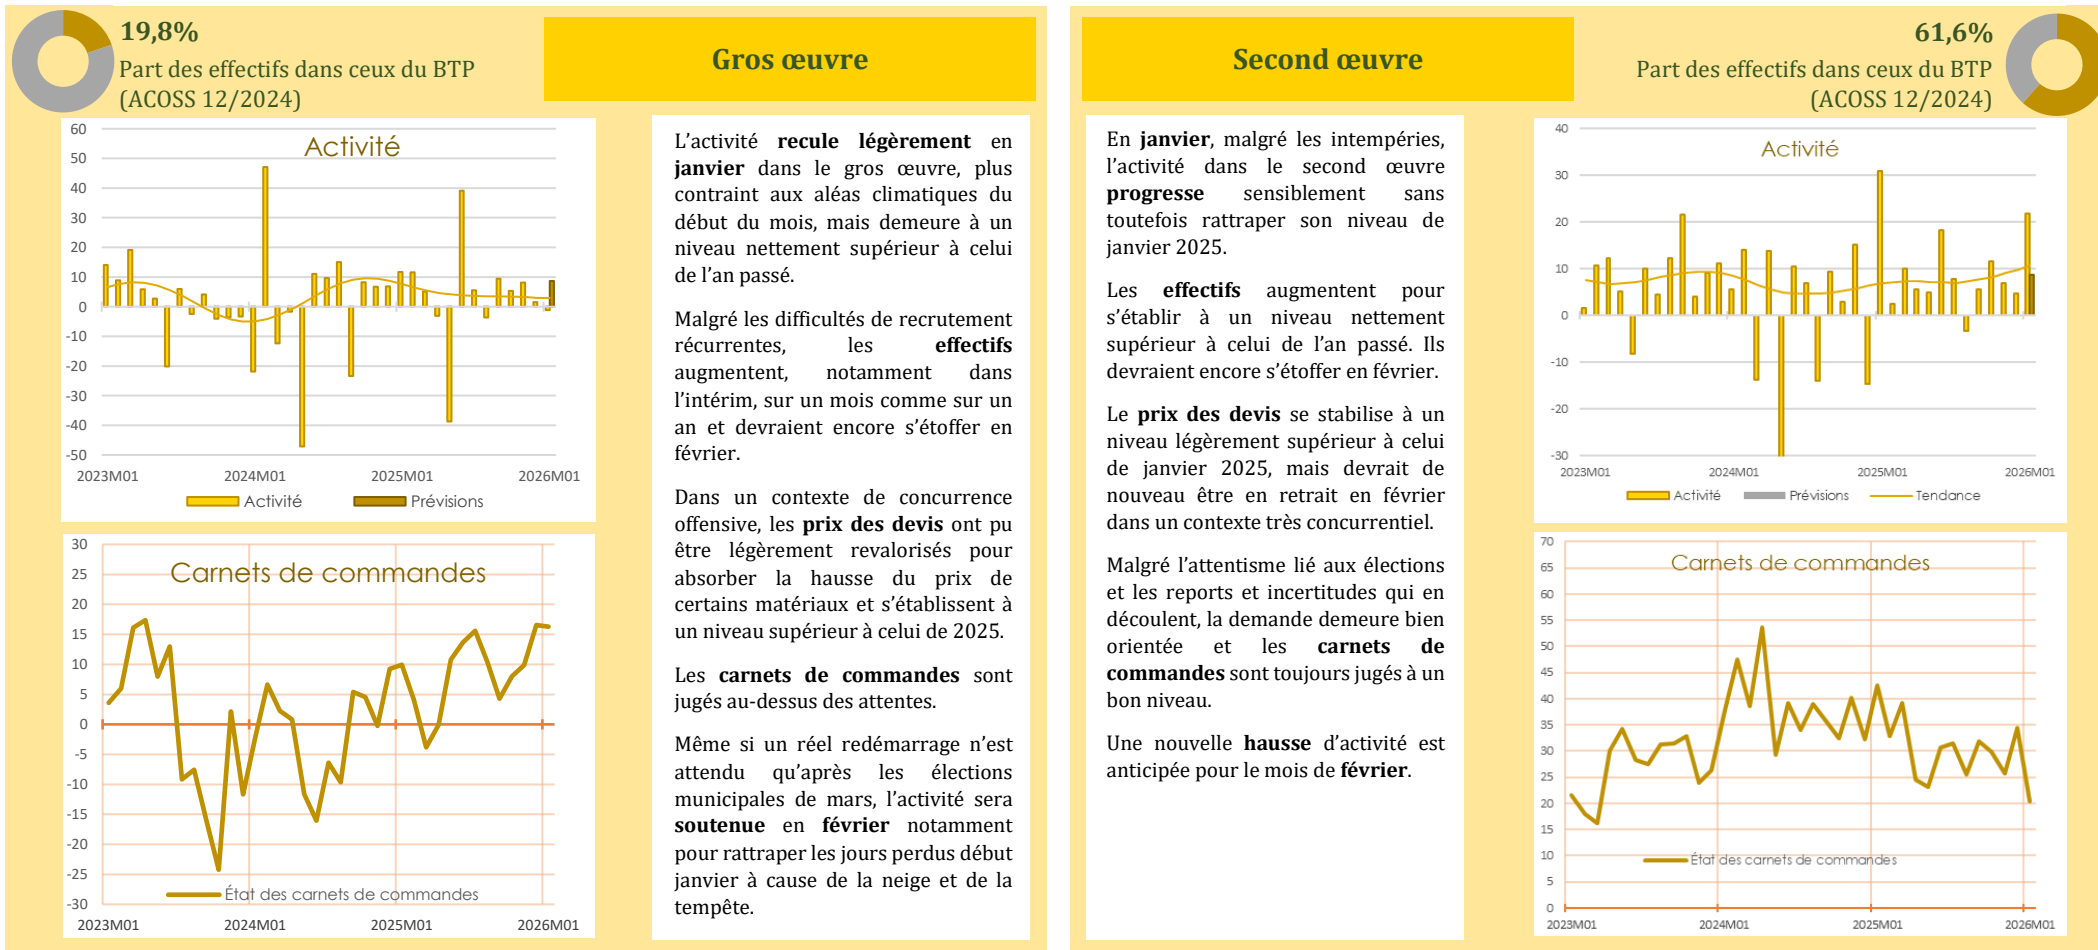 19,8%
Part des effectifs dans ceux du BTP
(ACOSS 12/2024)
Gros œuvre
Activité
60
50
40
30
20
10
0
-10
-20
-30
-40
-50
2023M01 2024M01 2025M01 2026M01
Activité Prévisions
Carnets de commandes
30
25
20
15
10
5
0
-5
-10
-15
-20
-25
-30
État des carnets de commandes
2023M01 2024M01 2025M01 2026M01
L’activité recule légèrement en
janvier dans le gros œuvre, plus
contraint aux aléas climatiques du
début du mois, mais demeure à un
niveau nettement supérieur à celui
de l’an passé.
Malgré les difficultés de recrutement
récurrentes, les effectifs
augmentent, notamment dans
l’intérim, sur un mois comme sur un
an et devraient encore s’étoffer en
février.
Dans un contexte de concurrence
offensive, les prix des devis ont pu
être légèrement revalorisés pour
absorber la hausse du prix de
certains matériaux et s’établissent à
un niveau supérieur à celui de 2025.
Les carnets de commandes sont
jugés au-dessus des attentes.
Même si un réel redémarrage n’est
attendu qu’après les élections
municipales de mars, l’activité sera
soutenue en février notamment
pour rattraper les jours perdus début
janvier à cause de la neige et de la
tempête.
Second œuvre
61,6%
Part des effectifs dans ceux du BTP
(ACOSS 12/2024)
En janvier, malgré les intempéries,
l’activité dans le second œuvre
progresse sensiblement sans
toutefois rattraper son niveau de
janvier 2025.
Les effectifs augmentent pour
s’établir à un niveau nettement
supérieur à celui de l’an passé. Ils
devraient encore s’étoffer en février.
Le prix des devis se stabilise à un
niveau légèrement supérieur à celui
de janvier 2025, mais devrait de
nouveau être en retrait en février
dans un contexte très concurrentiel.
Malgré l’attentisme lié aux élections
et les reports et incertitudes qui en
découlent, la demande demeure bien
orientée et les carnets de
commandes sont toujours jugés à un
bon niveau.
Une nouvelle hausse d’activité est
anticipée pour le mois de février.
Activité
40
30
20
10
0
-10
-20
-30
2023M01 2024M01 2025M01 2026M01
Activité Prévisions Tendance
Carnets de commandes
70
65
60
55
50
45
40
35
30
25
20
15
10
5
0
État des carnets de commandes
2023M01 2024M01 2025M01 2026M01